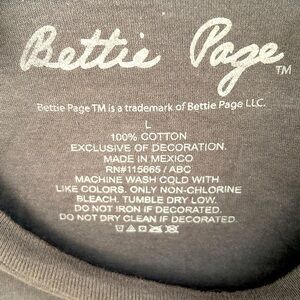 Bettie Page TM
Bettie Page TM is a trademark of Bettie Page LLC.
L
100% COTTON
EXCLUSIVE OF DECORATION.
MADE IN MEXICO
RN#115665 / ABC
MACHINE WASH COLD WITH
LIKE COLORS. ONLY NON-CHLORINE
BLEACH. TUMBLE DRY LOW.
DO NOT IRON IF DECORATED.
DO NOT DRY CLEAN IF DECORATED.